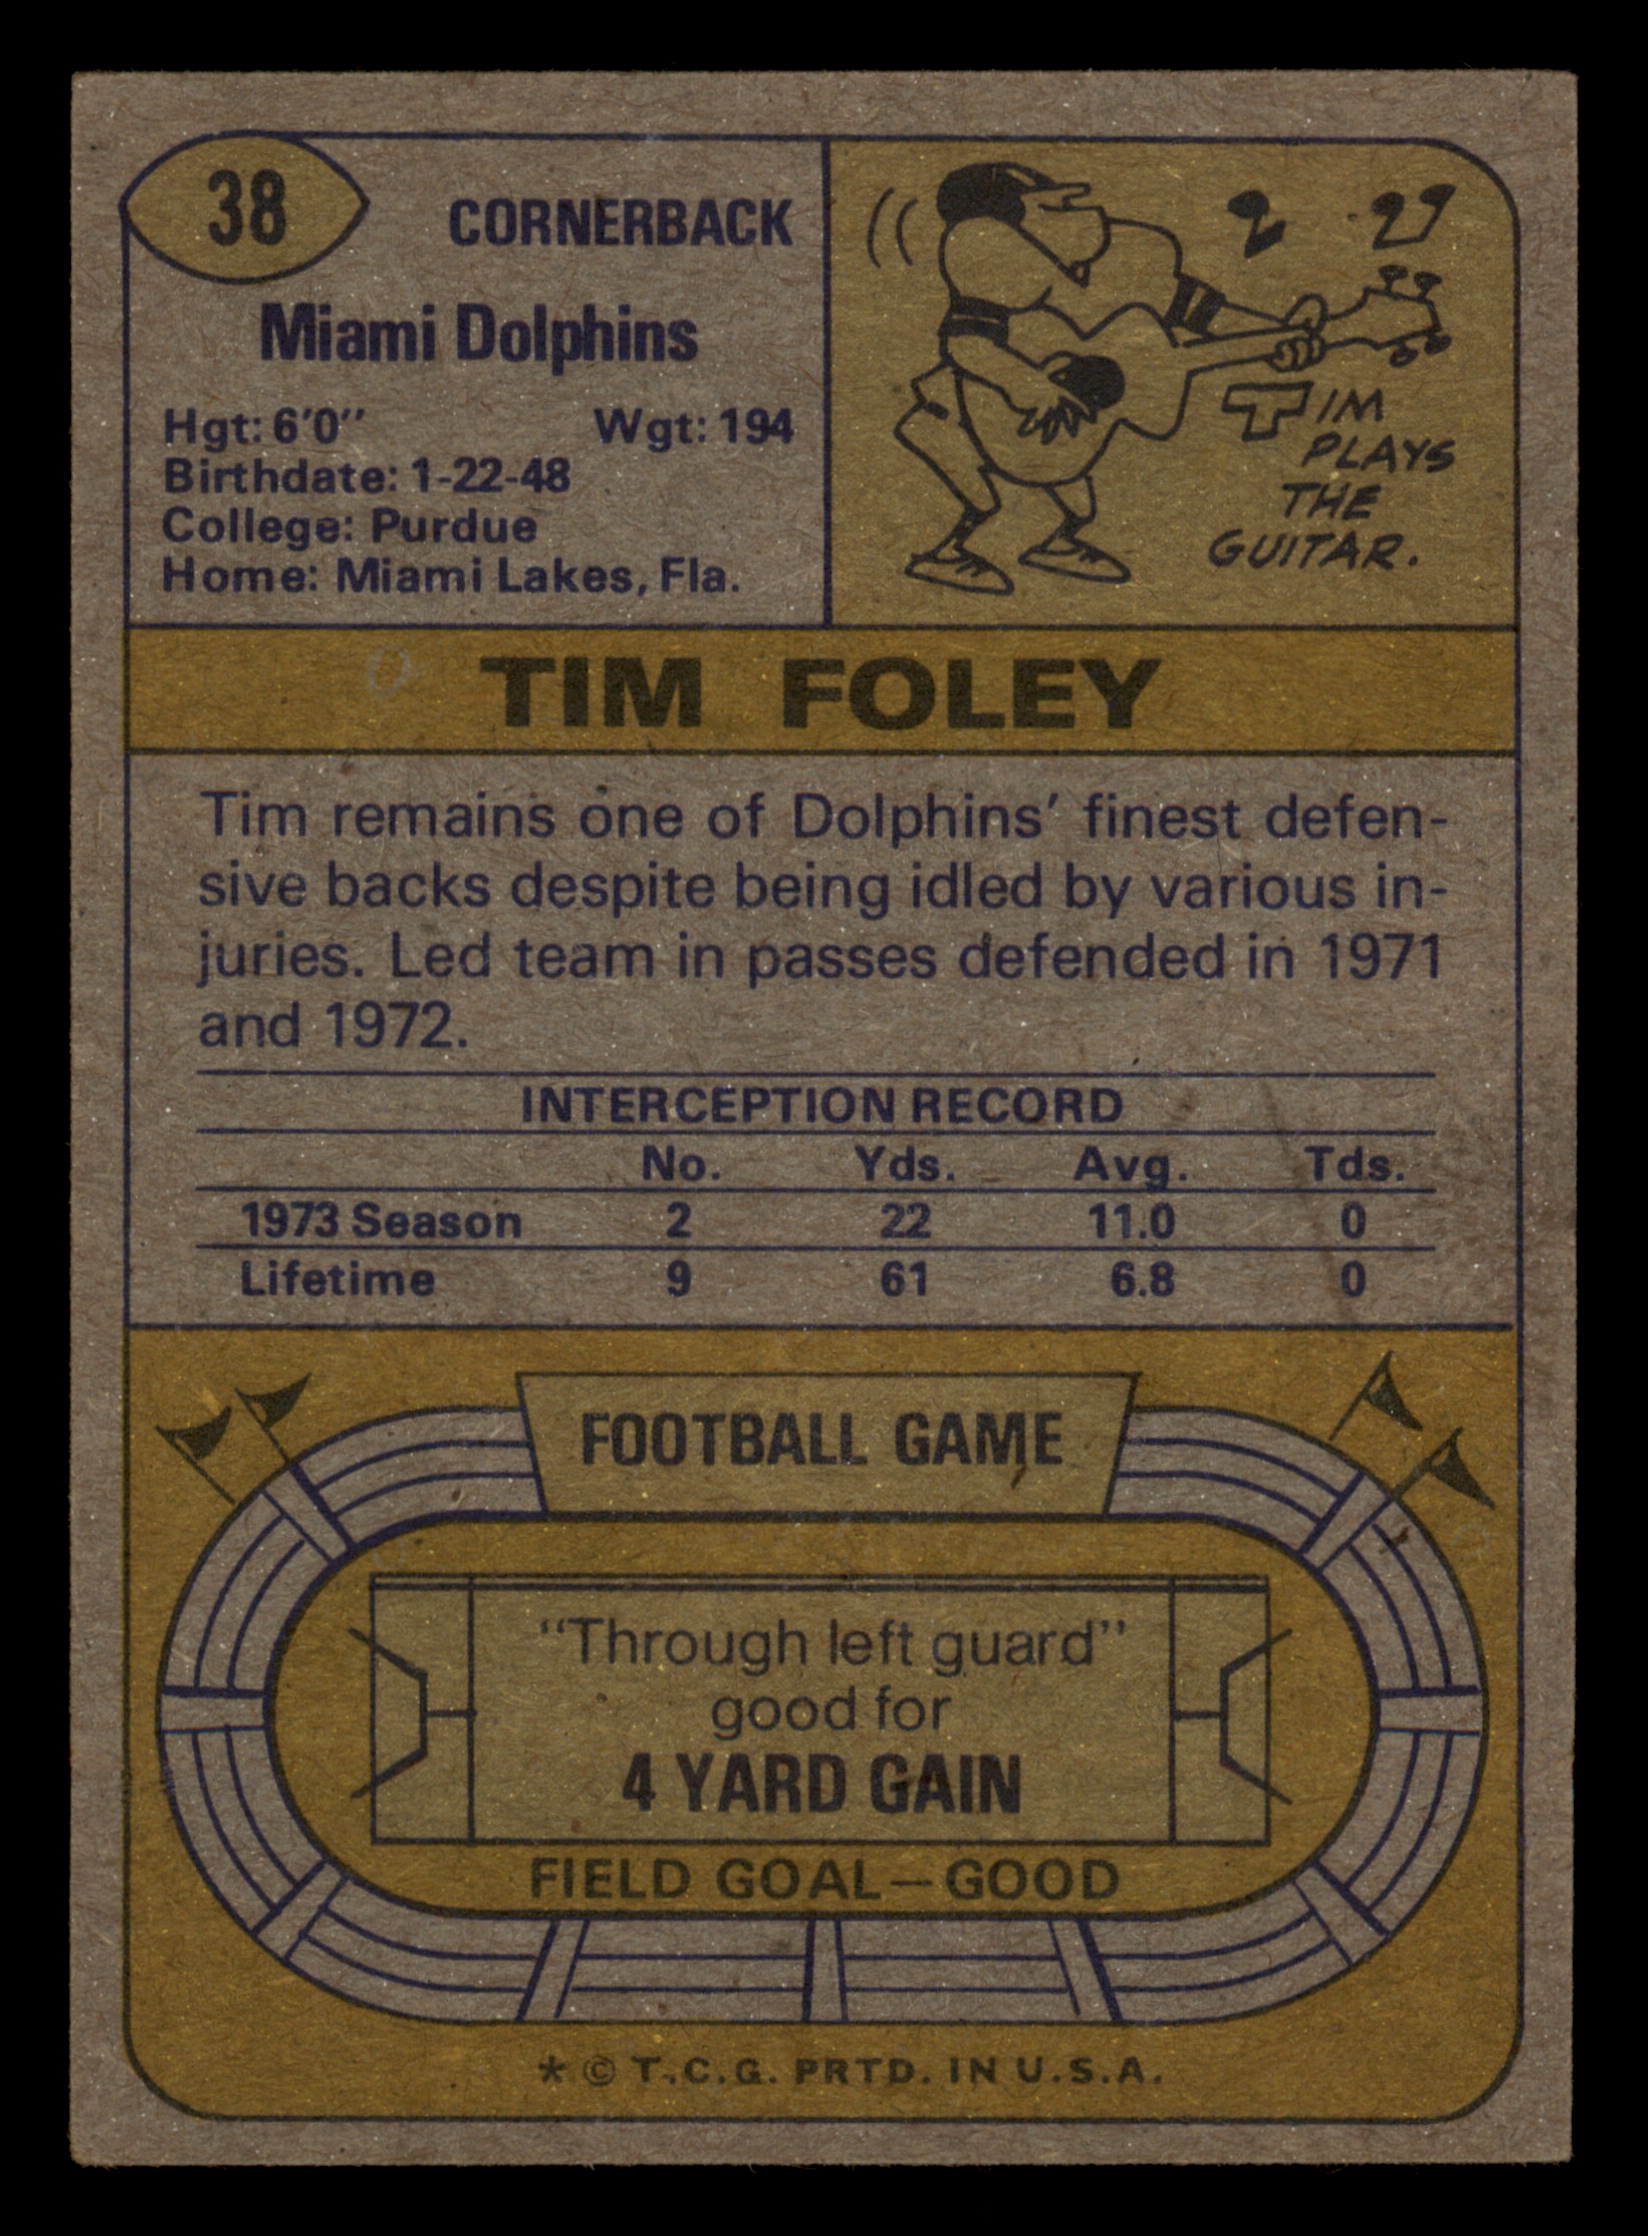 38
CORNERBACK
Miami Dolphins
Hgt: 6'0" Wgt: 194
Birthdate: 1-22-48
College: Purdue
Home: Miami Lakes, Fla.
TIM
PLAYS
THE
GUITAR.
TIM FOLEY
Tim remains one of Dolphins' finest defen-
sive backs despite being idled by various in-
juries. Led team in passes defended in 1971
and 1972.
INTERCEPTION RECORD
No. Yds. Avg. Tds.
1973 Season 2 22 11.0 0
Lifetime 9 61 6.8 0
FOOTBALL GAME
"Through left guard"
good for
4 YARD GAIN
FIELD GOAL—GOOD
* © T.C.G. PRTD. IN U.S.A.